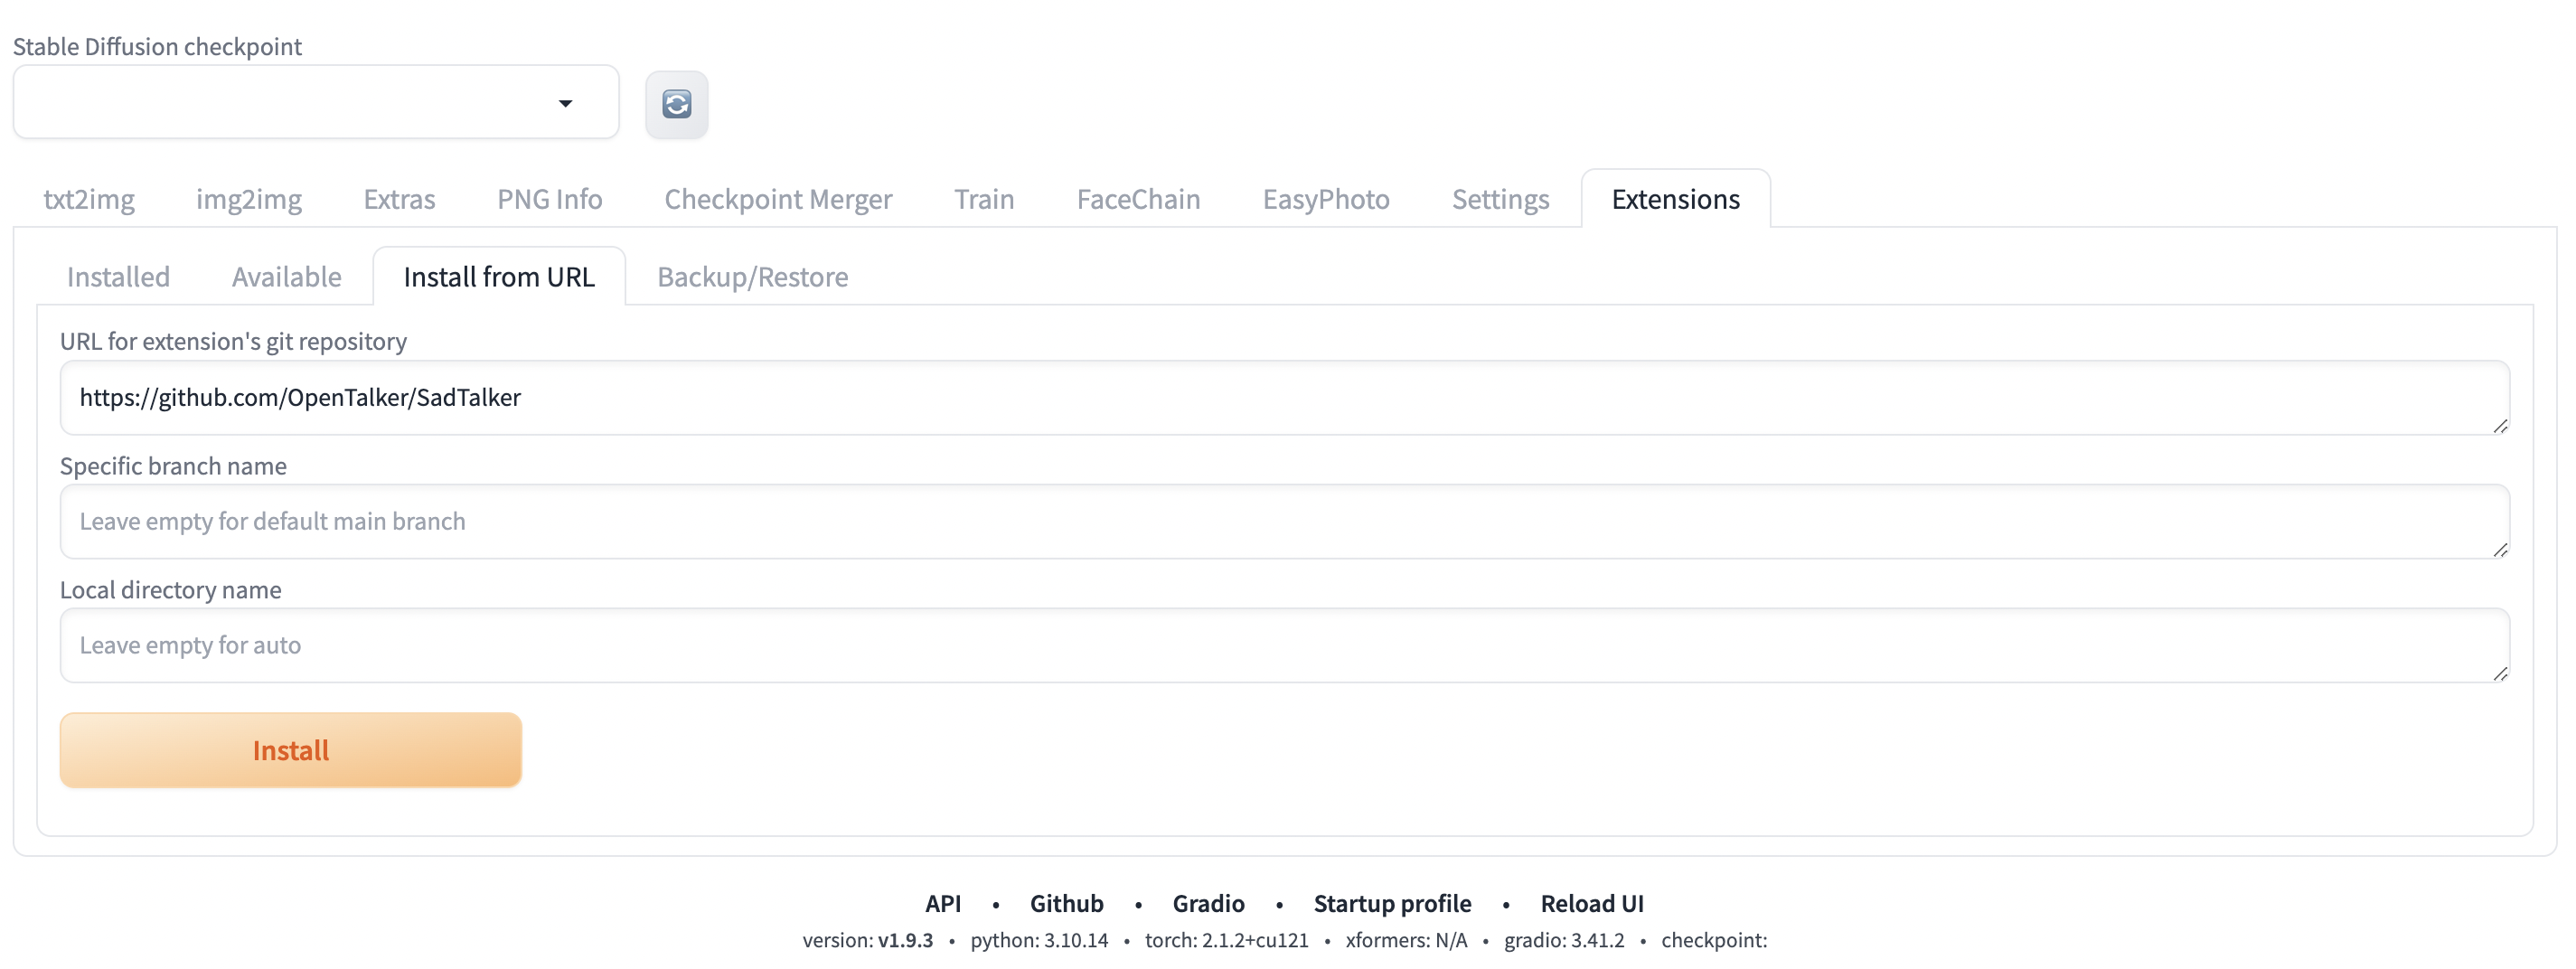 Stable Diffusion checkpoint
txt2img img2img Extras PNG Info Checkpoint Merger Train FaceChain EasyPhoto Settings Extensions
Installed Available Install from URL Backup/Restore
URL for extension's git repository
https://github.com/OpenTalker/SadTalker
Specific branch name
Leave empty for default main branch
Local directory name
Leave empty for auto
Install
API • Github • Gradio • Startup profile • Reload UI
version: v1.9.3 • python: 3.10.14 • torch: 2.1.2+cu121 • xformers: N/A • gradio: 3.41.2 • checkpoint: